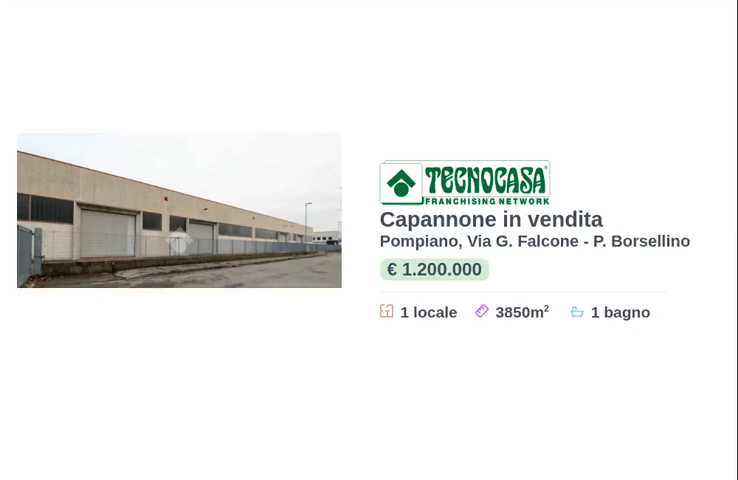 TECNOCASA
FRANCHISING NETWORK
Capannone in vendita
Pompiano, Via G. Falcone - P. Borsellino
€ 1.200.000
1 locale 3850m² 1 bagno